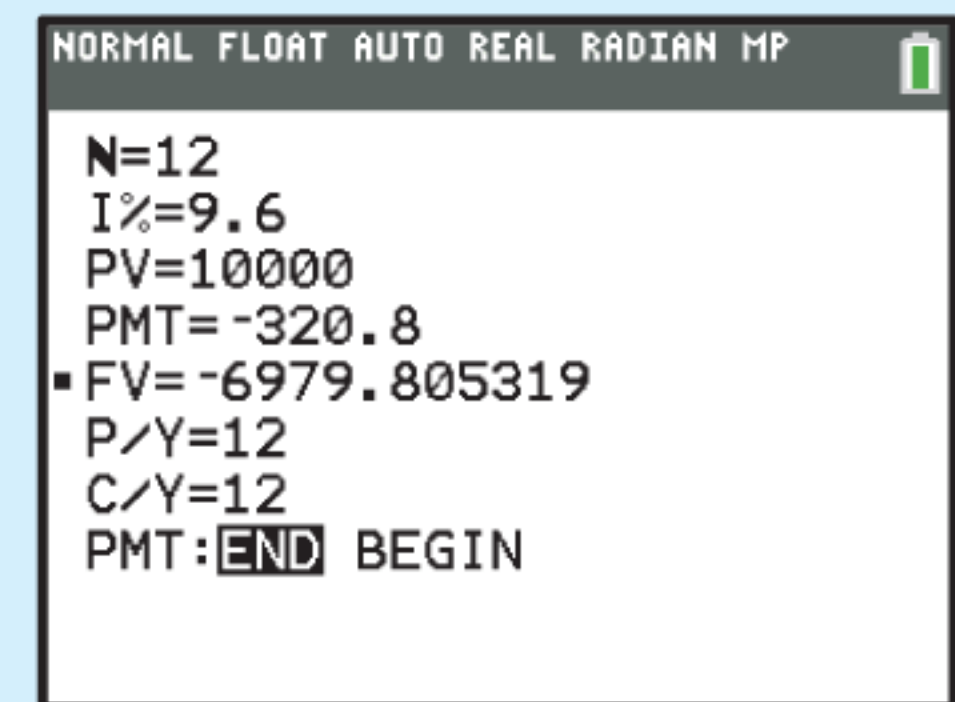 NORMAL FLOAT AUTO REAL RADIAN MP
N=12
I%=9.6
PV=10000
PMT=⁻320.8
▪FV=⁻6979.805319
P/Y=12
C/Y=12
PMT:END BEGIN